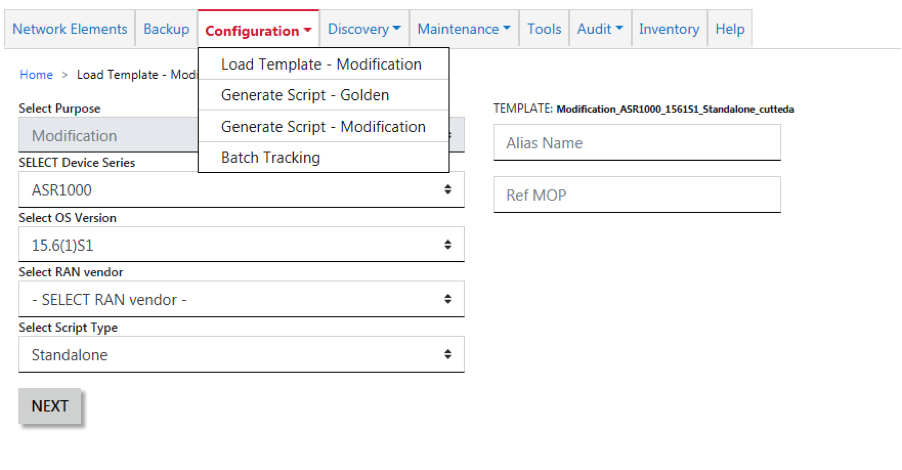 Network Elements Backup Configuration Discovery Maintenance Tools Audit Inventory Help
Load Template - Modification
Generate Script - Golden
Generate Script - Modification
Batch Tracking
Home > Load Template - Modi
Select Purpose
Modification
SELECT Device Series
ASR1000
Select OS Version
15.6(1)S1
Select RAN vendor
- SELECT RAN vendor -
Select Script Type
Standalone
NEXT
TEMPLATE: Modification_ASR1000_1561S1_Standalone_cutteda
Alias Name
Ref MOP